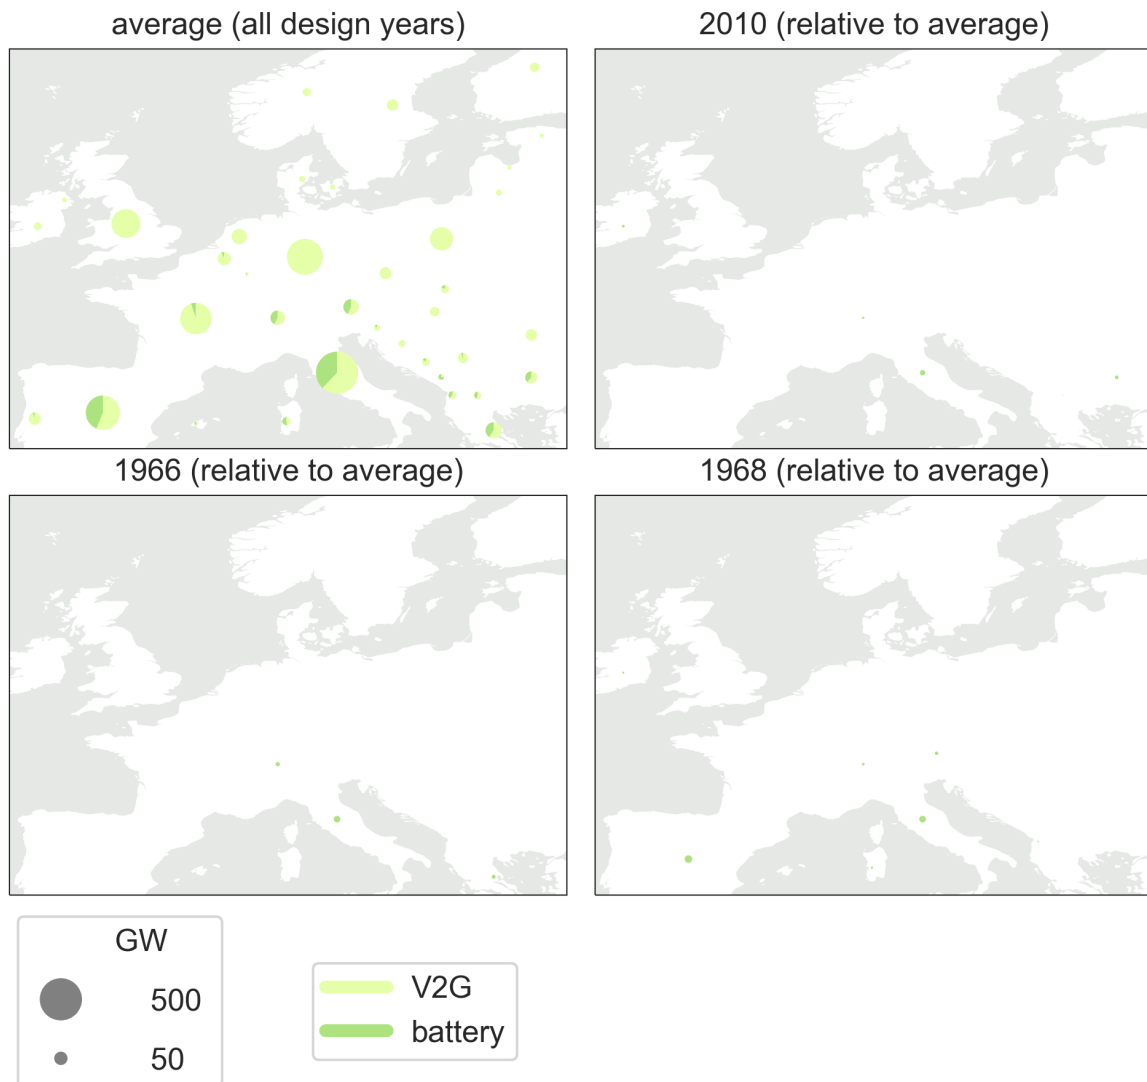 average (all design years)
2010 (relative to average)
1966 (relative to average)
1968 (relative to average)
GW
500
50
V2G
battery